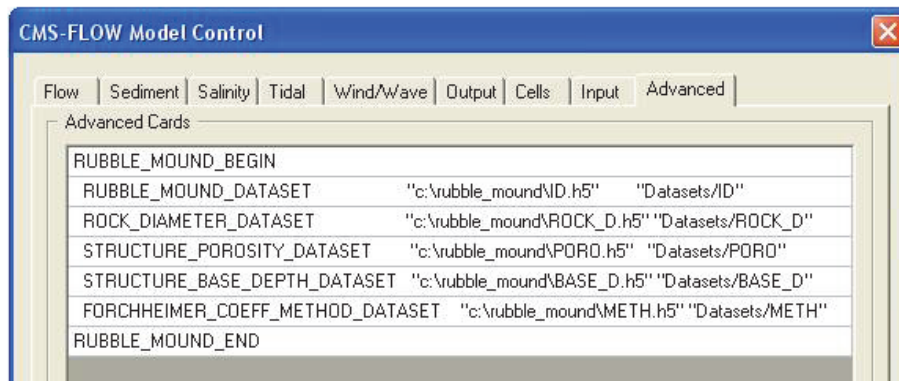 CMS-FLOW Model Control
Flow Sediment Salinity Tidal Wind/Wave Output Cells Input Advanced
Advanced Cards
RUBBLE_MOUND_BEGIN
RUBBLE_MOUND_DATASET "c:\rubble_mound\ID.h5" "Datasets/ID"
ROCK_DIAMETER_DATASET "c:\rubble_mound\ROCK_D.h5" "Datasets/ROCK_D"
STRUCTURE_POROSITY_DATASET "c:\rubble_mound\PORO.h5" "Datasets/PORO"
STRUCTURE_BASE_DEPTH_DATASET "c:\rubble_mound\BASE_D.h5" "Datasets/BASE_D"
FORCHHEIMER_COEFF_METHOD_DATASET "c:\rubble_mound\METH.h5" "Datasets/METH"
RUBBLE_MOUND_END